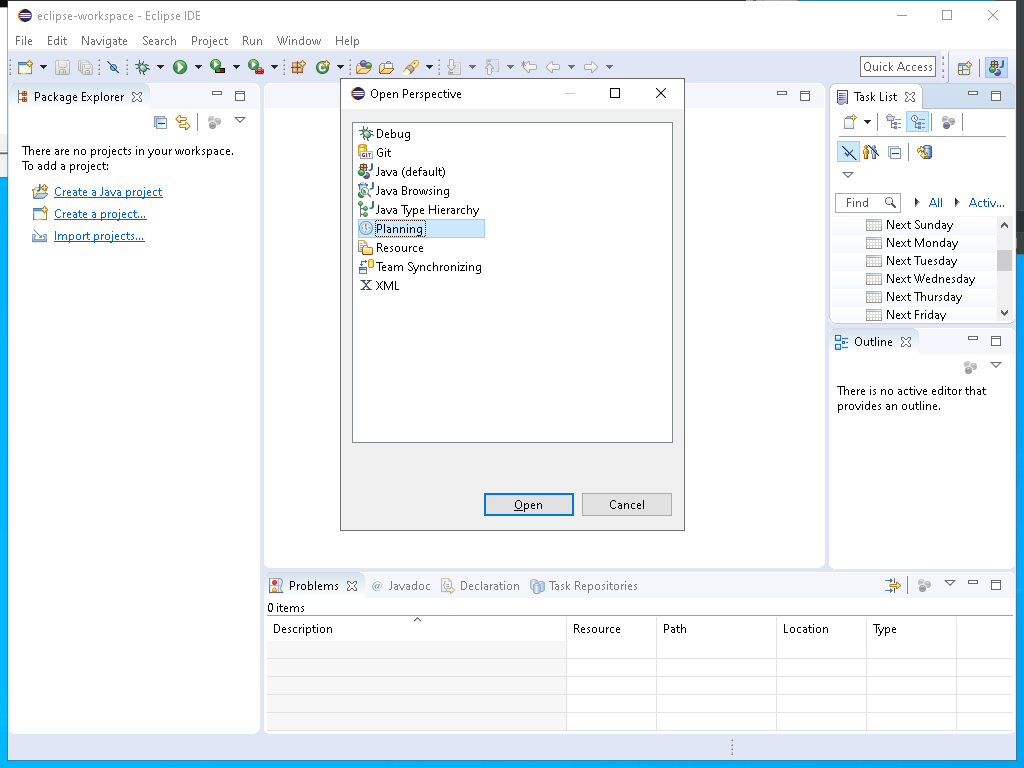 eclipse-workspace - Eclipse IDE
File Edit Navigate Search Project Run Window Help
Quick Access
Package Explorer
There are no projects in your workspace.
To add a project:
Create a Java project
Create a project...
Import projects...
Open Perspective
Debug
Git
Java (default)
Java Browsing
Java Type Hierarchy
Planning
Resource
Team Synchronizing
XML
Open Cancel
Task List
Find All Activ...
Next Sunday
Next Monday
Next Tuesday
Next Wednesday
Next Thursday
Next Friday
Outline
There is no active editor that
provides an outline.
Problems @ Javadoc Declaration Task Repositories
0 items
Description Resource Path Location Type